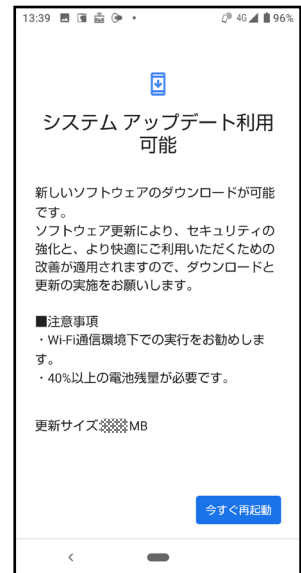 13:39
4G 96%
システム アップデート利用
可能
新しいソフトウェアのダウンロードが可能
です。
ソフトウェア更新により、セキュリティの
強化と、より快適にご利用いただくための
改善が適用されますので、ダウンロードと
更新の実施をお願いします。
■注意事項
・Wi-Fi通信環境下での実行をお勧めしま
す。
・40%以上の電池残量が必要です。
更新サイズ: MB
今すぐ再起動